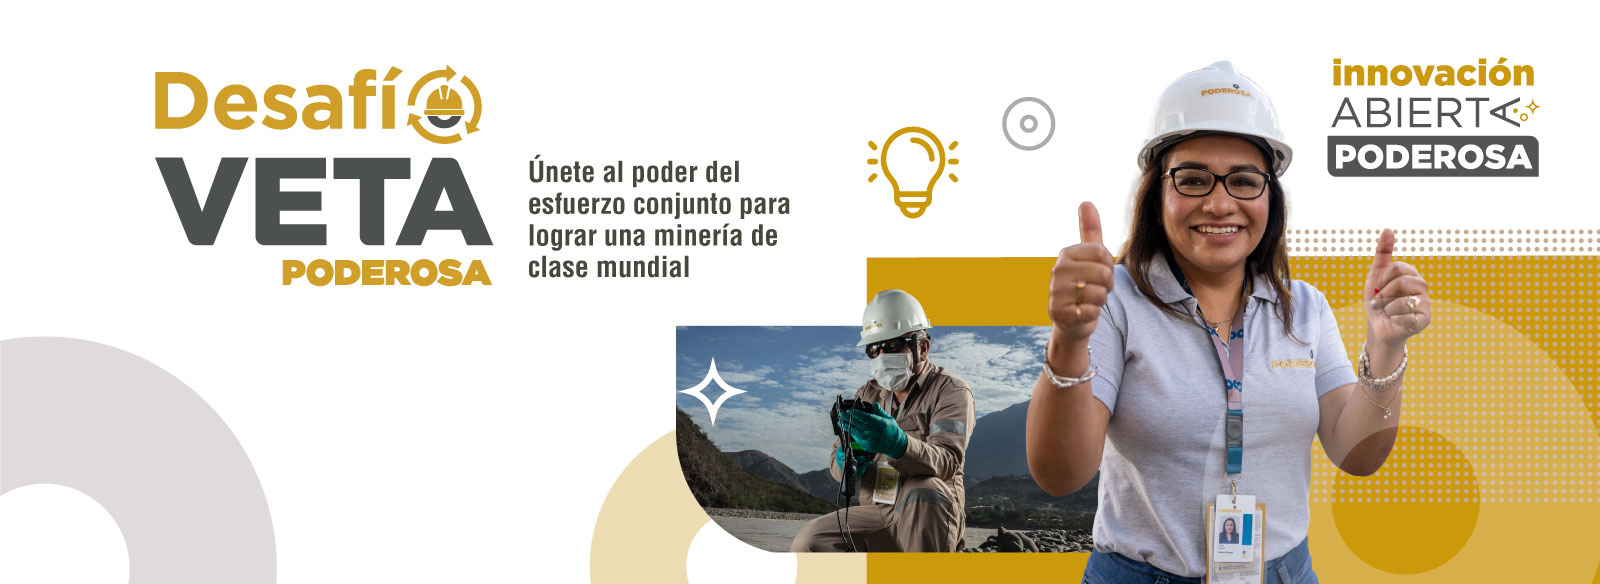 Desafío
VETA
PODEROSA
Únete al poder del
esfuerzo conjunto para
lograr una minería de
clase mundial
innovación
ABIERTA
PODEROSA
PODEROSA